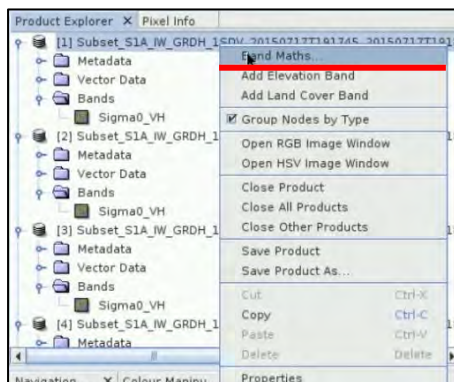 Product Explorer X Pixel Info
[1] Subset_S1A_IW_GRDH_1SDV_20150717T191745_20150717T191
Metadata
Vector Data
Bands
Sigma0_VH
[2] Subset_S1A_IW_GRDH_1
Metadata
Vector Data
Bands
Sigma0_VH
[3] Subset_S1A_IW_GRDH_1
Metadata
Vector Data
Bands
Sigma0_VH
[4] Subset_S1A_IW_GRDH_1
Metadata
Navigation X Colour Manipu
Band Maths...
Add Elevation Band
Add Land Cover Band
Group Nodes by Type
Open RGB Image Window
Open HSV Image Window
Close Product
Close All Products
Close Other Products
Save Product
Save Product As...
Cut Ctrl-X
Copy Ctrl-C
Paste Ctrl-V
Delete Delete
Properties